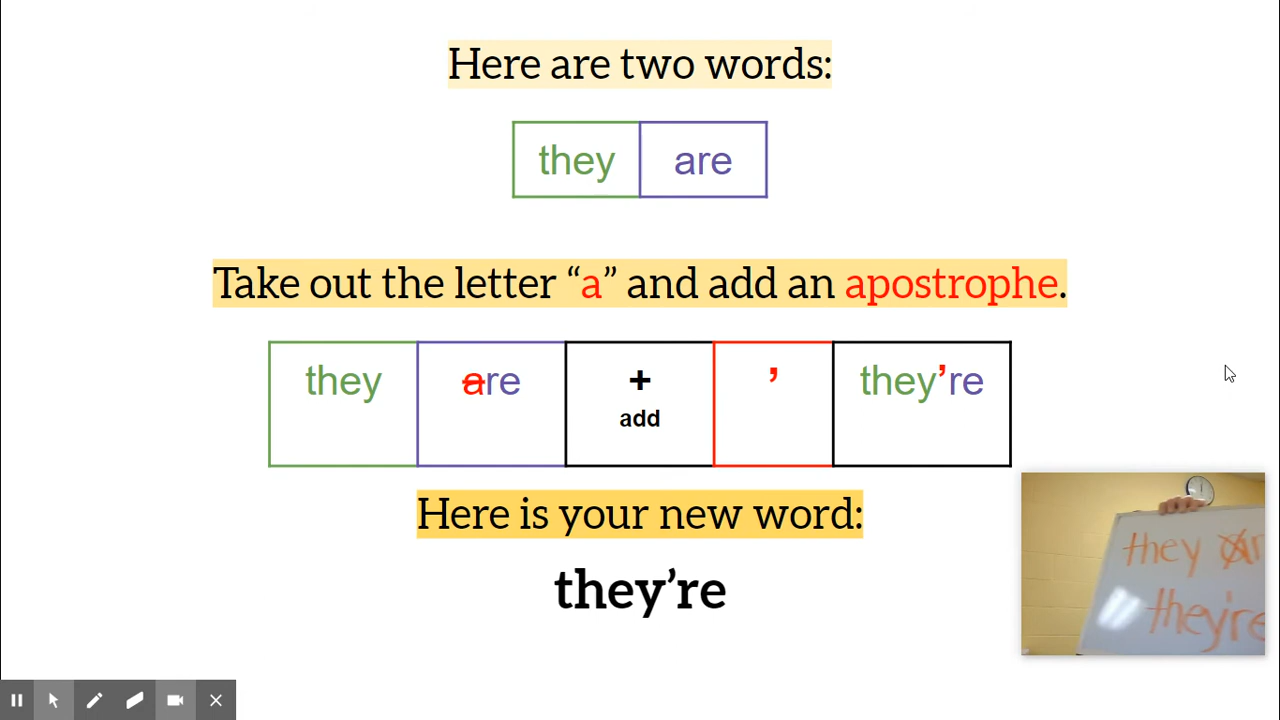 Here are two words:
they are
Take out the letter “a” and add an apostrophe.
they are + ’ they’re
add
Here is your new word:
they’re
they
they're